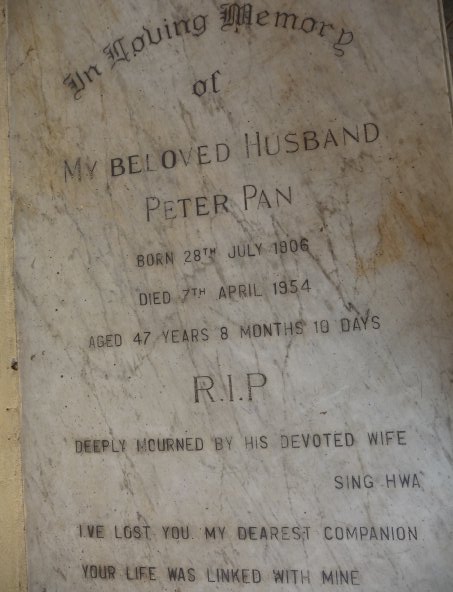 In Loving Memory
of
MY BELOVED HUSBAND
PETER PAN
BORN 28TH JULY 1906
DIED 7TH APRIL 1954
AGED 47 YEARS 8 MONTHS 10 DAYS
R.I.P
DEEPLY MOURNED BY HIS DEVOTED WIFE
SING HWA
I'VE LOST YOU MY DEAREST COMPANION
YOUR LIFE WAS LINKED WITH MINE